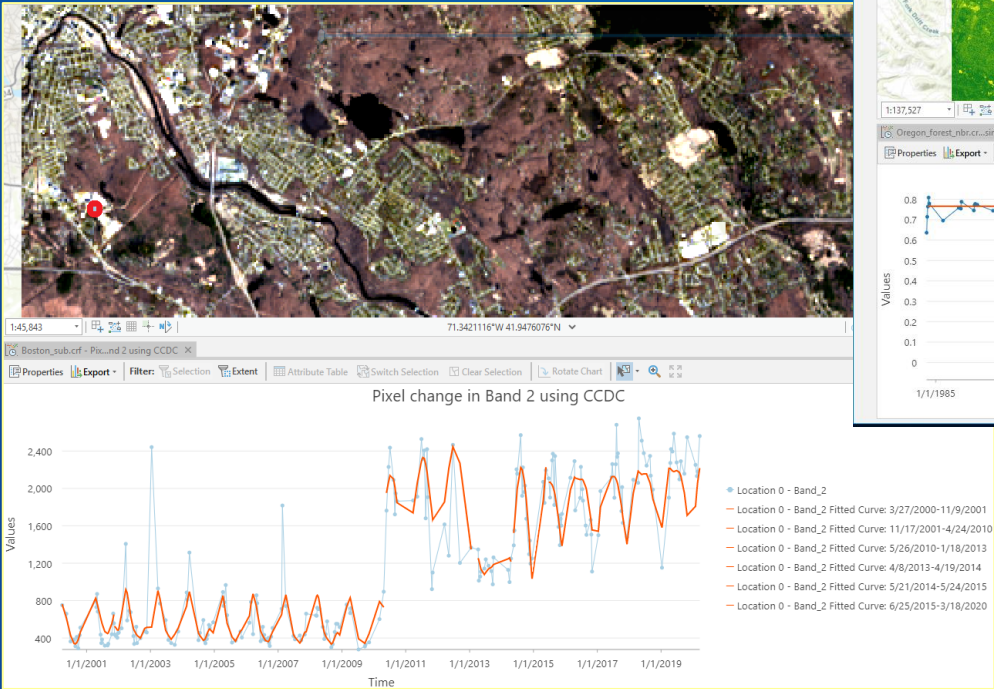 1:137,527
Oregon_forest_nbr.cr...sin
Properties Export
0.8
0.7
0.6
0.5
0.4
0.3
0.2
0.1
0
Values
1/1/1985
1:45,843
71.3421116°W 41.9476076°N
Boston_sub.crf - Pix...nd 2 using CCDC
Properties Export Filter: Selection Extent Attribute Table Switch Selection Clear Selection Rotate Chart
Pixel change in Band 2 using CCDC
2,400
2,000
1,600
1,200
800
400
Values
1/1/2001 1/1/2003 1/1/2005 1/1/2007 1/1/2009 1/1/2011 1/1/2013 1/1/2015 1/1/2017 1/1/2019
Time
Location 0 - Band_2
Location 0 - Band_2 Fitted Curve: 3/27/2000-11/9/2001
Location 0 - Band_2 Fitted Curve: 11/17/2001-4/24/2010
Location 0 - Band_2 Fitted Curve: 5/26/2010-1/18/2013
Location 0 - Band_2 Fitted Curve: 4/8/2013-4/19/2014
Location 0 - Band_2 Fitted Curve: 5/21/2014-5/24/2015
Location 0 - Band_2 Fitted Curve: 6/25/2015-3/18/2020